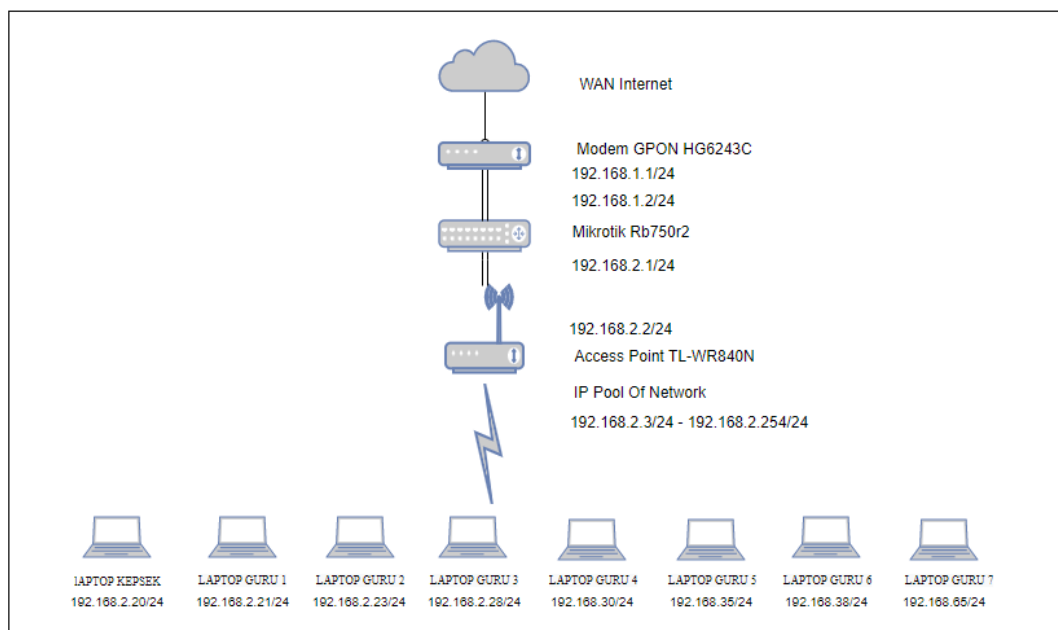 WAN Internet
Modem GPON HG6243C
192.168.1.1/24
192.168.1.2/24
Mikrotik Rb750r2
192.168.2.1/24
192.168.2.2/24
Access Point TL-WR840N
IP Pool Of Network
192.168.2.3/24 - 192.168.2.254/24
lAPTOP KEPSEK
192.168.2.20/24
LAPTOP GURU 1
192.168.2.21/24
LAPTOP GURU 2
192.168.2.23/24
LAPTOP GURU 3
192.168.2.28/24
LAPTOP GURU 4
192.168.30/24
LAPTOP GURU 5
192.168.35/24
LAPTOP GURU 6
192.168.38/24
LAPTOP GURU 7
192.168.65/24